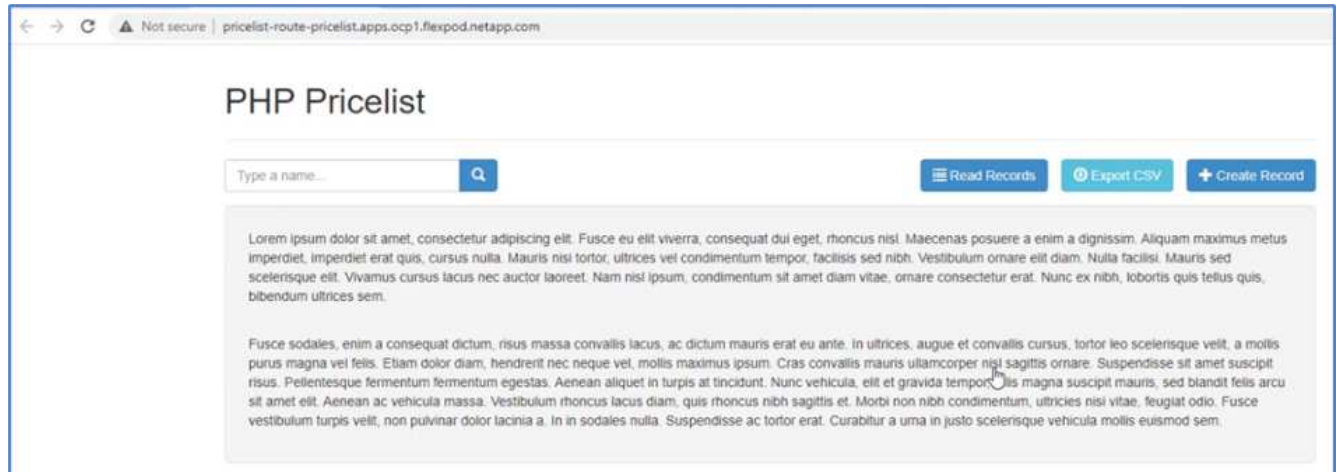 Not secure | pricelist-route-pricelist.apps.ocp1.flexpod.netapp.com
PHP Pricelist
Type a name...
Read Records
Export CSV
Create Record
Lorem ipsum dolor sit amet, consectetur adipiscing elit. Fusce eu elit viverra, consequat dui eget, rhoncus nisl. Maecenas posuere a enim a dignissim. Aliquam maximus metus
imperdiet, imperdiet erat quis, cursus nulla. Mauris nisi tortor, ultrices vel condimentum tempor, facilisis sed nibh. Vestibulum ornare elit diam. Nulla facilisi. Mauris sed
scelerisque elit. Vivamus cursus lacus nec auctor laoreet. Nam nisl ipsum, condimentum sit amet diam vitae, ornare consectetur erat. Nunc ex nibh, lobortis quis tellus quis,
bibendum ultrices sem.
Fusce sodales, enim a consequat dictum, risus massa convallis lacus, ac dictum mauris erat eu ante. In ultrices, augue et convallis cursus, tortor leo scelerisque velit, a mollis
purus magna vel felis. Etiam dolor diam, hendrerit nec neque vel, mollis maximus ipsum. Cras convallis mauris ullamcorper nisl sagittis ornare. Suspendisse sit amet suscipit
risus. Pellentesque fermentum fermentum egestas. Aenean aliquet in turpis at tincidunt. Nunc vehicula, elit et gravida tempor magna suscipit mauris, sed blandit felis arcu
sit amet elit. Aenean ac vehicula massa. Vestibulum rhoncus lacus diam, quis rhoncus nibh sagittis et. Morbi non nibh condimentum, ultricies nisi vitae, feugiat odio. Fusce
vestibulum turpis velit, non pulvinar dolor lacinia a. In in sodales nulla. Suspendisse ac tortor erat. Curabitur a urna in justo scelerisque vehicula mollis euismod sem.